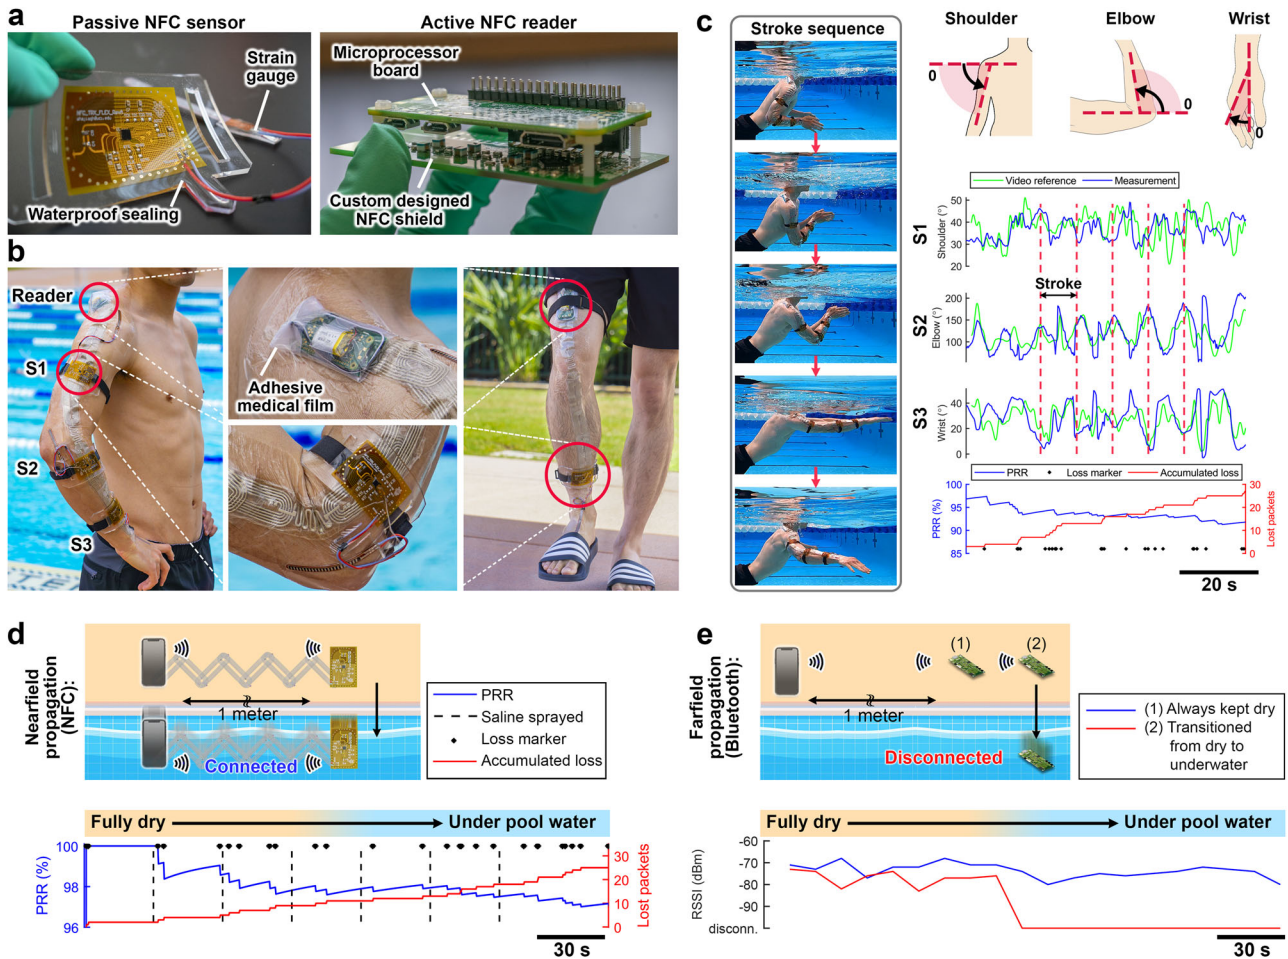 a
Passive NFC sensor
Active NFC reader
Strain
gauge
Waterproof sealing
Microprocessor
board
Custom designed
NFC shield
b
Reader
S1
S2
S3
Adhesive
medical film
c
Stroke sequence
Shoulder
Elbow
Wrist
0
0
0
Video reference
Measurement
S1
Shoulder (°)
50
40
30
20
Stroke
S2
Elbow (°)
200
150
100
50
S3
Wrist (°)
40
20
0
PRR
Loss marker
Accumulated loss
PRR (%)
100
95
90
85
30
20
10
0
Lost packets
20 s
d
Nearfield
propagation
(NFC):
1 meter
Connected
PRR
Saline sprayed
Loss marker
Accumulated loss
Fully dry
Under pool water
PRR (%)
100
98
96
30
20
10
0
Lost packets
30 s
e
Farfield
propagation
(Bluetooth):
(1)
(2)
1 meter
Disconnected
(1) Always kept dry
(2) Transitioned
from dry to
underwater
Fully dry
Under pool water
RSSI (dBm)
-60
-70
-80
-90
disconn.
30 s